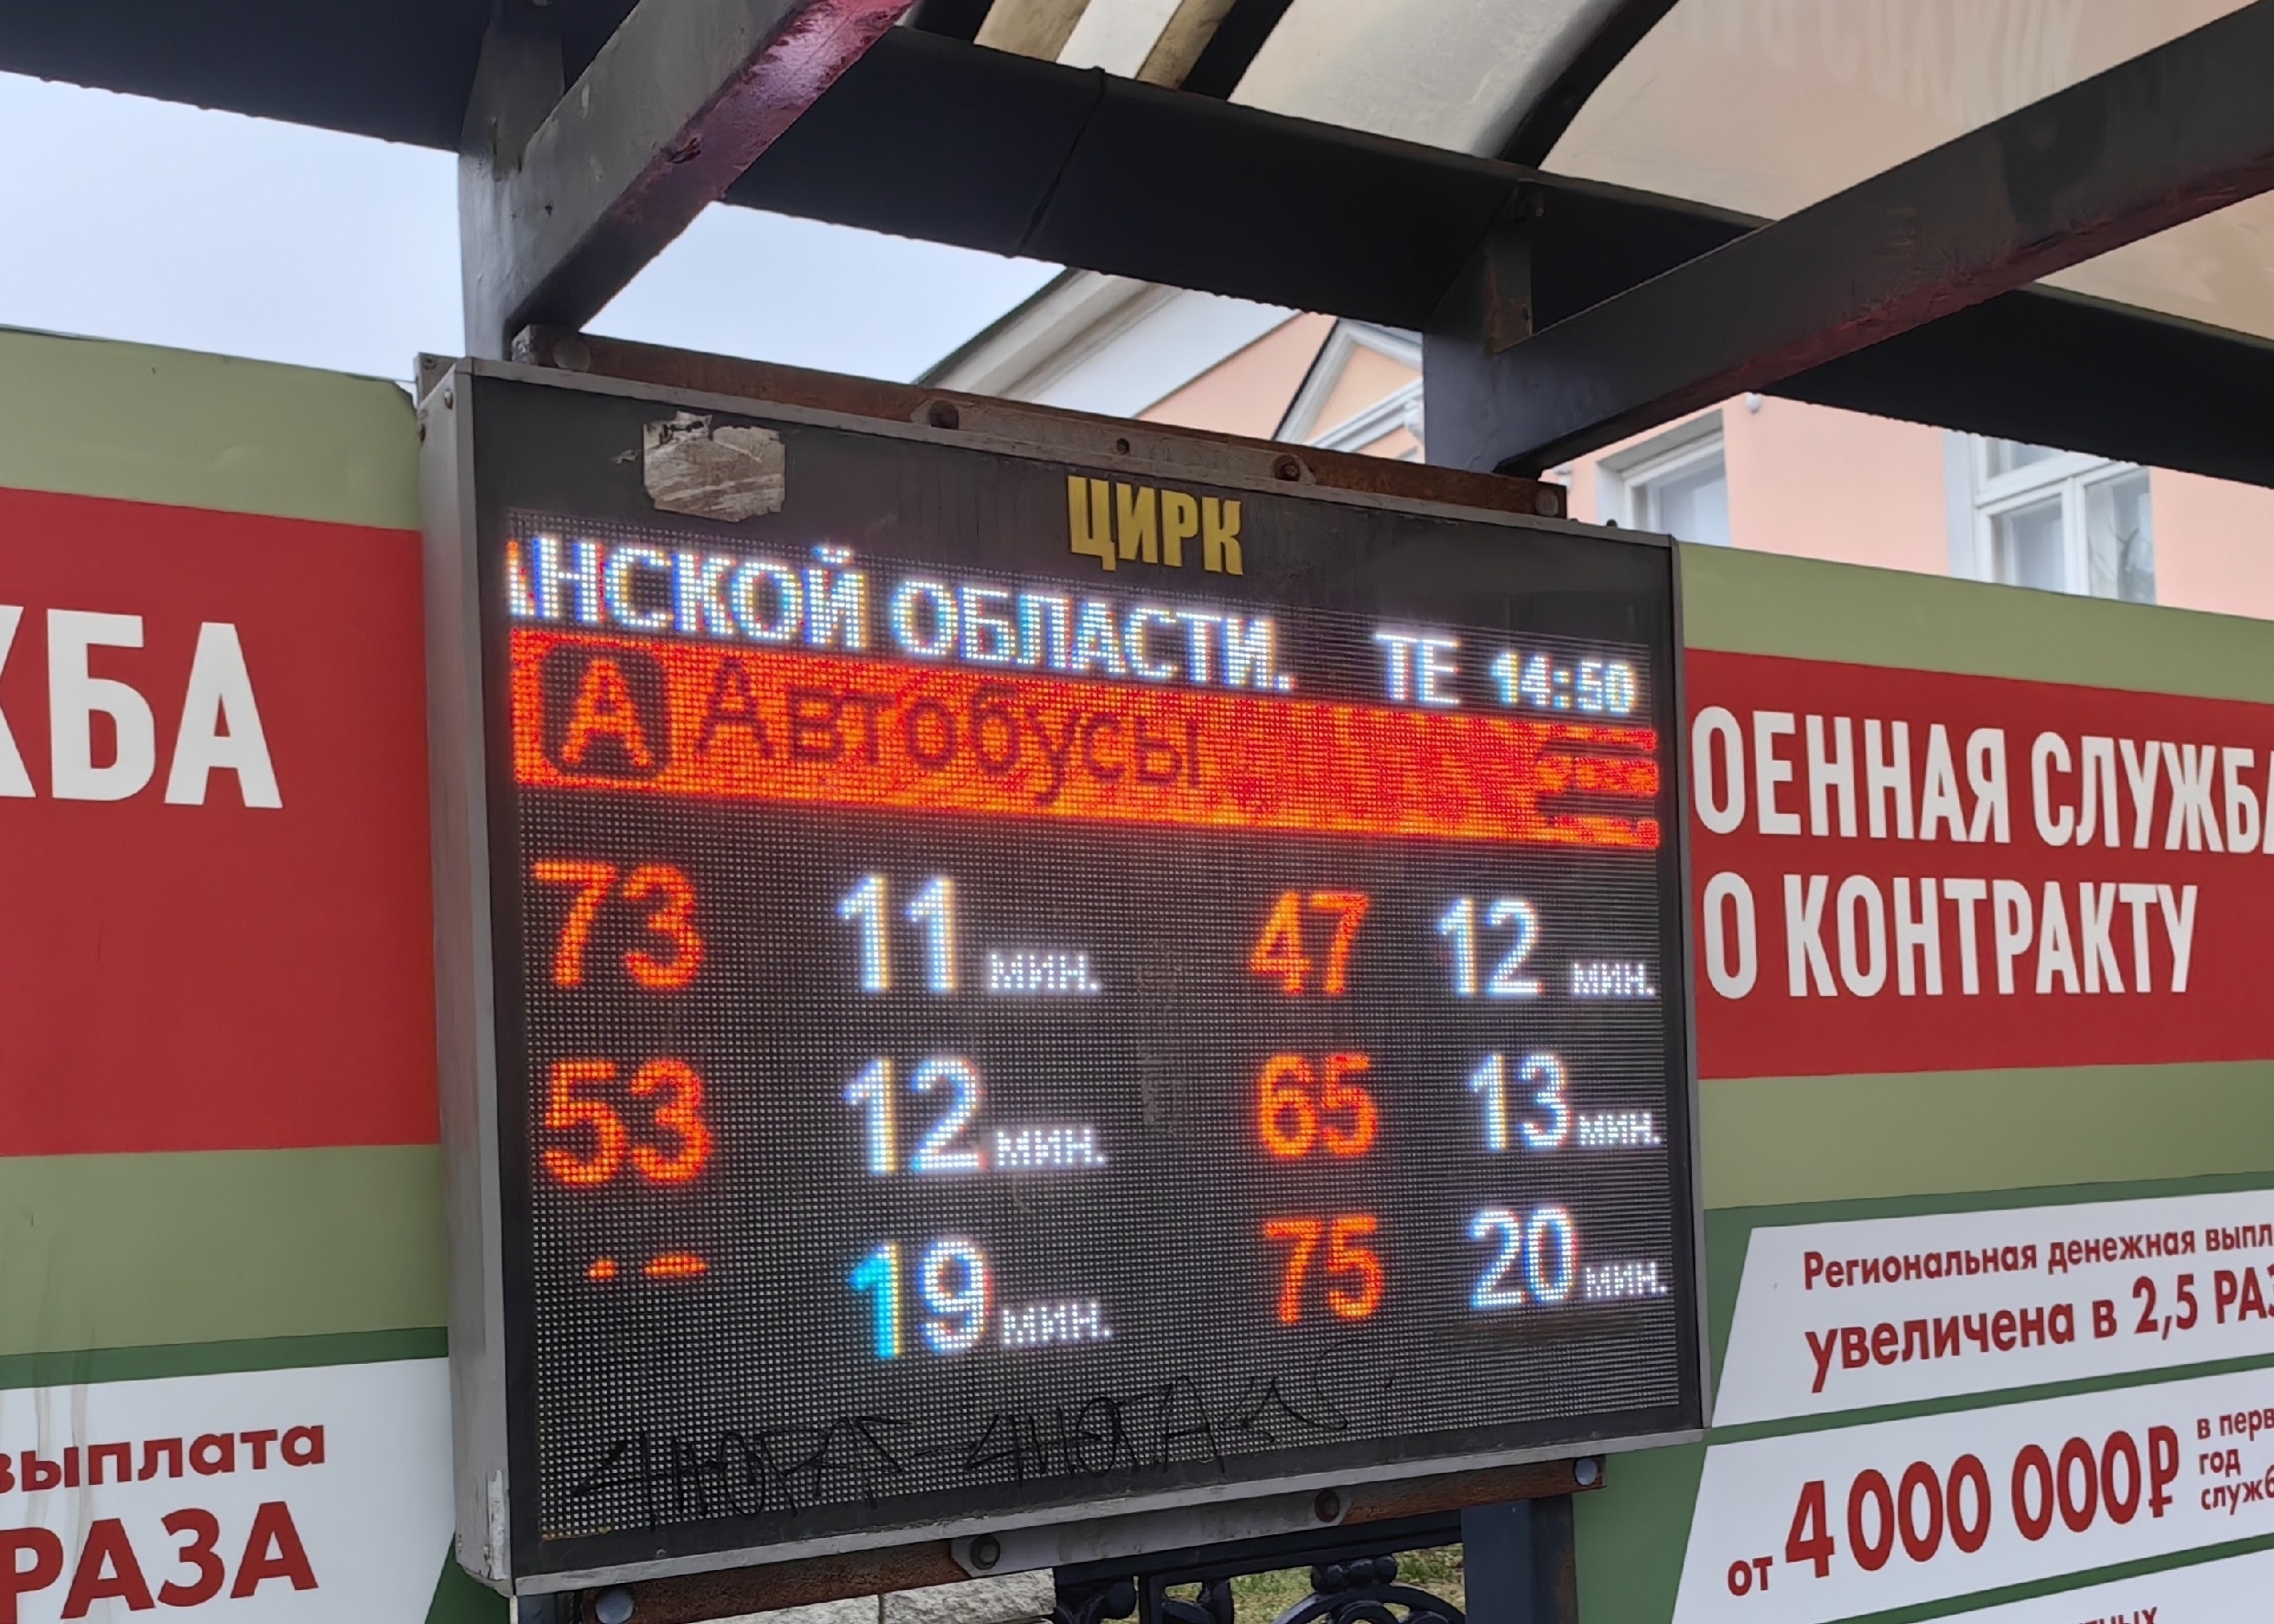 ЦИРК
НСКОЙ ОБЛАСТИ. ТЕ 14:50
А Автобусы
73 11 мин. 47 12 мин.
53 12 мин. 65 13 мин.
19 мин. 75 20 мин.
ЖБА
выплата
РАЗА
ОЕННАЯ СЛУЖБА
О КОНТРАКТУ
Региональная денежная выпл
увеличена в 2,5 РАЗ
от 4 000 000 ₽ в перв
год
служб